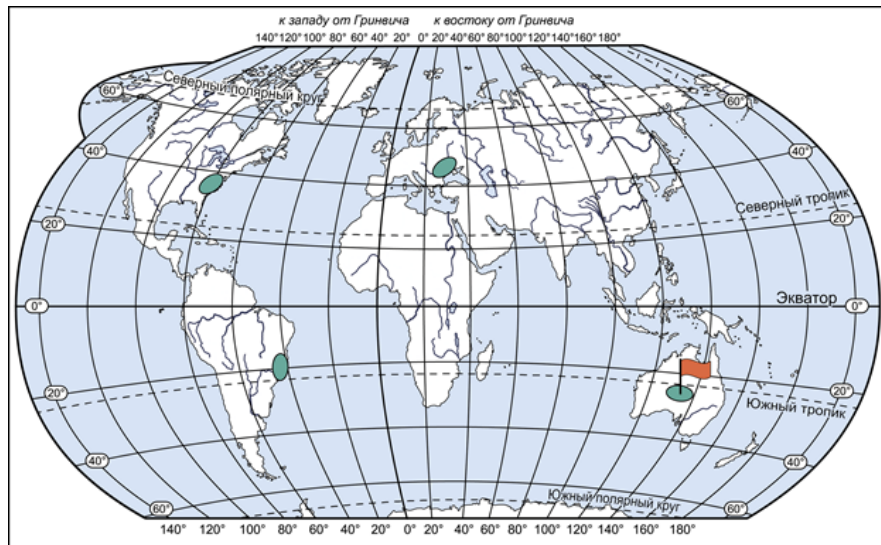 к западу от Гринвича к востоку от Гринвича
140° 120° 100° 80° 60° 40° 20° 0° 20° 40° 60° 80° 100° 120° 140° 160° 180°
Северный полярный круг
60° 60°
40° 40°
Северный тропик
20° 20°
Экватор
0° 0°
20° 20°
Южный тропик
40° 40°
Южный полярный круг
60° 60°
140° 120° 100° 80° 60° 40° 20° 0° 20° 40° 60° 80° 100° 120° 140° 160° 180°